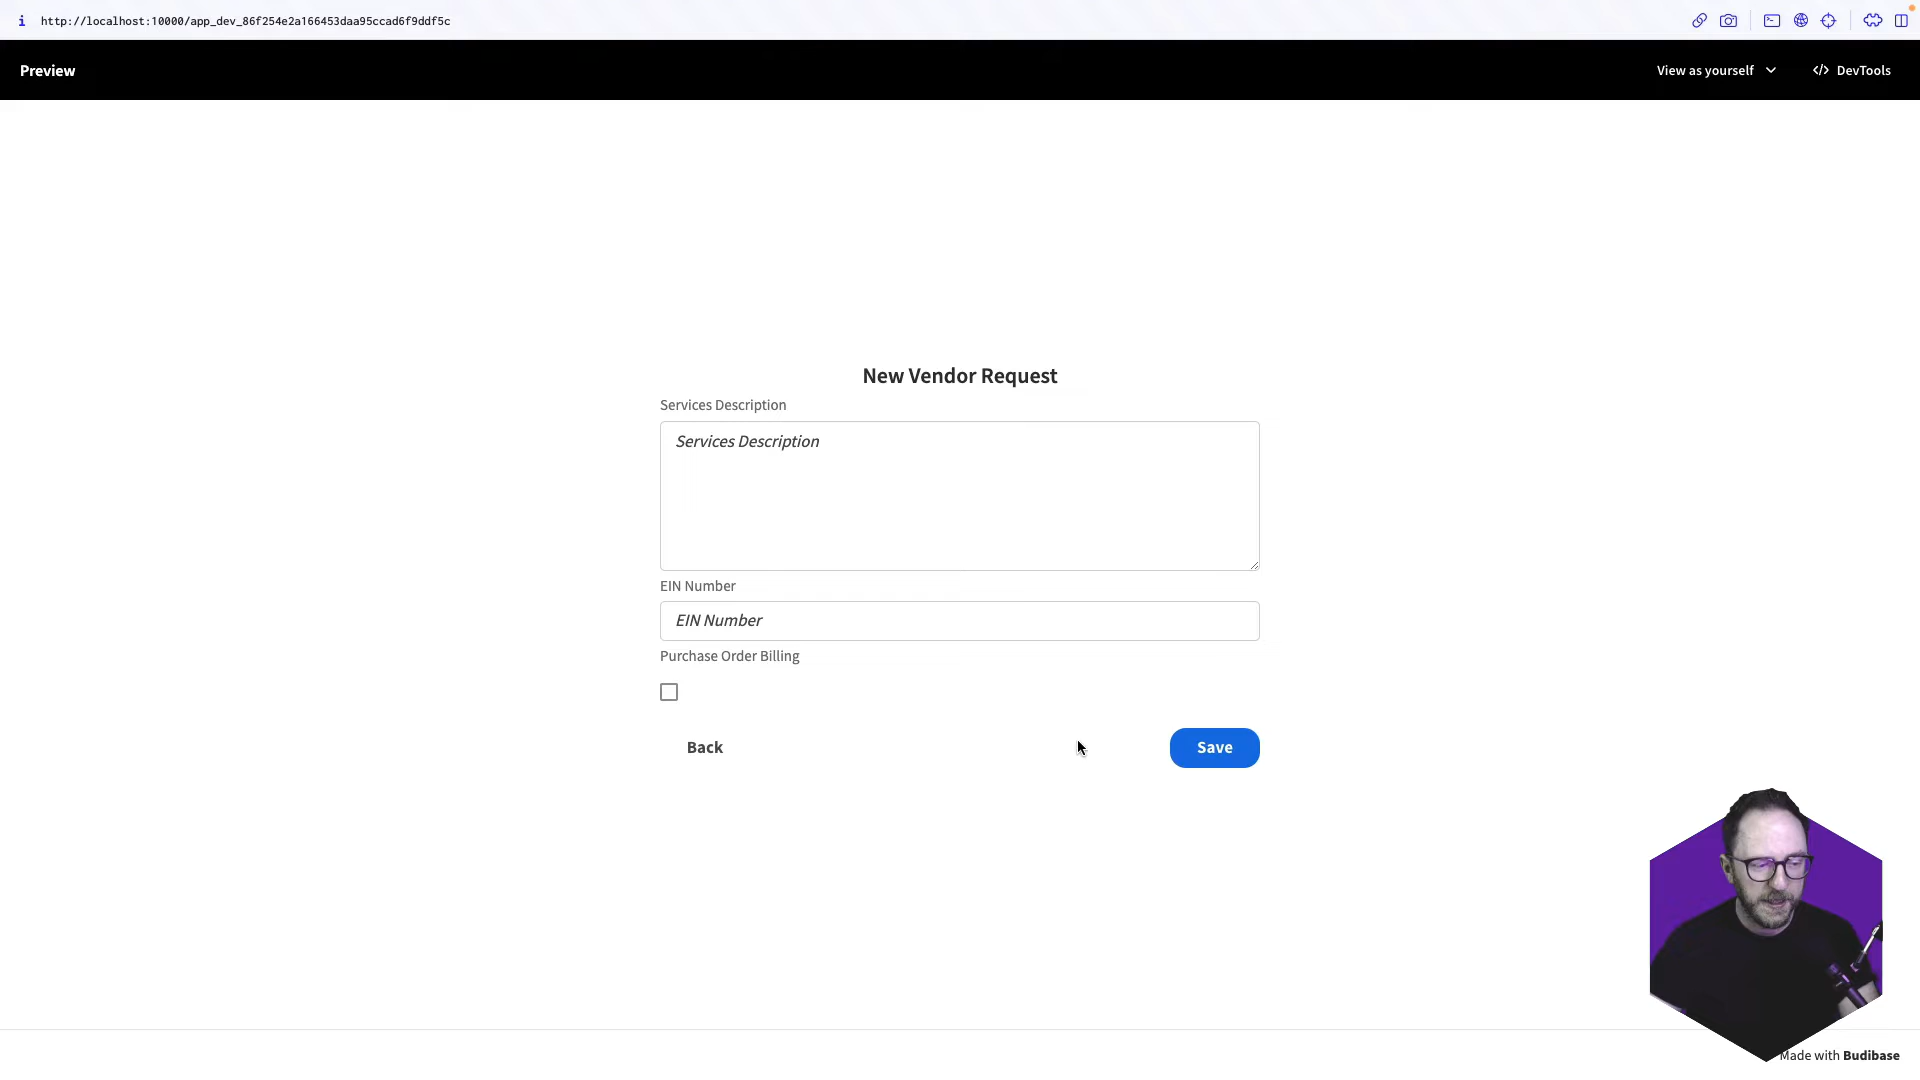 i http://localhost:10000/app_dev_86f254e2a166453daa95ccad6f9ddf5c
Preview
View as yourself
</> DevTools
New Vendor Request
Services Description
Services Description
EIN Number
EIN Number
Purchase Order Billing
Back
Save
Made with Budibase